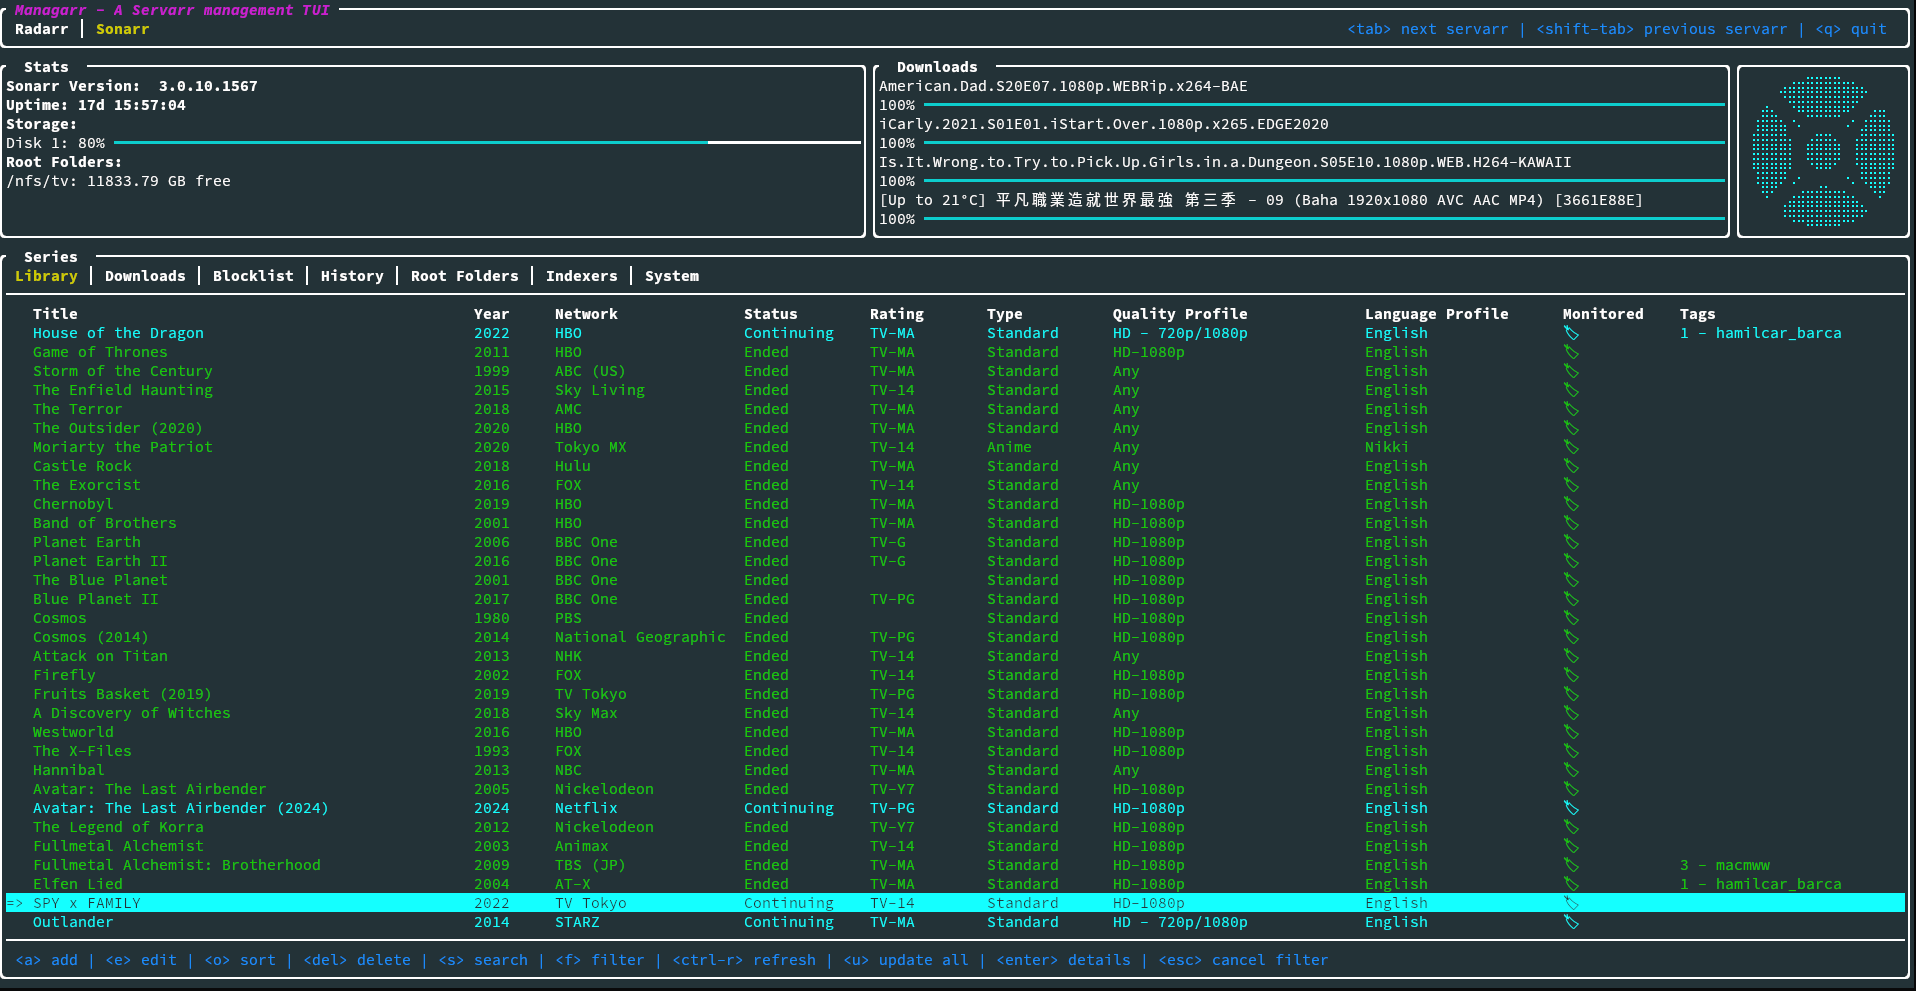 Managarr - A Servarr management TUI
Radarr | Sonarr <tab> next servarr | <shift-tab> previous servarr | <q> quit
Stats
Sonarr Version: 3.0.10.1567
Uptime: 17d 15:57:04
Storage:
Disk 1: 80%
Root Folders:
/nfs/tv: 11833.79 GB free
Downloads
American.Dad.S20E07.1080p.WEBRip.x264-BAE
100%
iCarly.2021.S01E01.iStart.Over.1080p.x265.EDGE2020
100%
Is.It.Wrong.to.Try.to.Pick.Up.Girls.in.a.Dungeon.S05E10.1080p.WEB.H264-KAWAII
100%
[Up to 21°C] 平凡職業造就世界最強 第三季 - 09 (Baha 1920x1080 AVC AAC MP4) [3661E88E]
100%
Series
Library | Downloads | Blocklist | History | Root Folders | Indexers | System
Title Year Network Status Rating Type Quality Profile Language Profile Monitored Tags
House of the Dragon 2022 HBO Continuing TV-MA Standard HD - 720p/1080p English 1 - hamilcar_barca
Game of Thrones 2011 HBO Ended TV-MA Standard HD-1080p English
Storm of the Century 1999 ABC (US) Ended TV-MA Standard Any English
The Enfield Haunting 2015 Sky Living Ended TV-14 Standard Any English
The Terror 2018 AMC Ended TV-MA Standard Any English
The Outsider (2020) 2020 HBO Ended TV-MA Standard Any English
Moriarty the Patriot 2020 Tokyo MX Ended TV-14 Anime Any Nikki
Castle Rock 2018 Hulu Ended TV-MA Standard Any English
The Exorcist 2016 FOX Ended TV-14 Standard Any English
Chernobyl 2019 HBO Ended TV-MA Standard HD-1080p English
Band of Brothers 2001 HBO Ended TV-MA Standard HD-1080p English
Planet Earth 2006 BBC One Ended TV-G Standard HD-1080p English
Planet Earth II 2016 BBC One Ended TV-G Standard HD-1080p English
The Blue Planet 2001 BBC One Ended Standard HD-1080p English
Blue Planet II 2017 BBC One Ended TV-PG Standard HD-1080p English
Cosmos 1980 PBS Ended Standard HD-1080p English
Cosmos (2014) 2014 National Geographic Ended TV-PG Standard HD-1080p English
Attack on Titan 2013 NHK Ended TV-14 Standard Any English
Firefly 2002 FOX Ended TV-14 Standard HD-1080p English
Fruits Basket (2019) 2019 TV Tokyo Ended TV-PG Standard HD-1080p English
A Discovery of Witches 2018 Sky Max Ended TV-14 Standard Any English
Westworld 2016 HBO Ended TV-MA Standard HD-1080p English
The X-Files 1993 FOX Ended TV-14 Standard HD-1080p English
Hannibal 2013 NBC Ended TV-MA Standard Any English
Avatar: The Last Airbender 2005 Nickelodeon Ended TV-Y7 Standard HD-1080p English
Avatar: The Last Airbender (2024) 2024 Netflix Continuing TV-PG Standard HD-1080p English
The Legend of Korra 2012 Nickelodeon Ended TV-Y7 Standard HD-1080p English
Fullmetal Alchemist 2003 Animax Ended TV-14 Standard HD-1080p English
Fullmetal Alchemist: Brotherhood 2009 TBS (JP) Ended TV-MA Standard HD-1080p English 3 - macmww
Elfen Lied 2004 AT-X Ended TV-MA Standard HD-1080p English 1 - hamilcar_barca
=> SPY x FAMILY 2022 TV Tokyo Continuing TV-14 Standard HD-1080p English
Outlander 2014 STARZ Continuing TV-MA Standard HD - 720p/1080p English
<a> add | <e> edit | <o> sort | <del> delete | <s> search | <f> filter | <ctrl-r> refresh | <u> update all | <enter> details | <esc> cancel filter